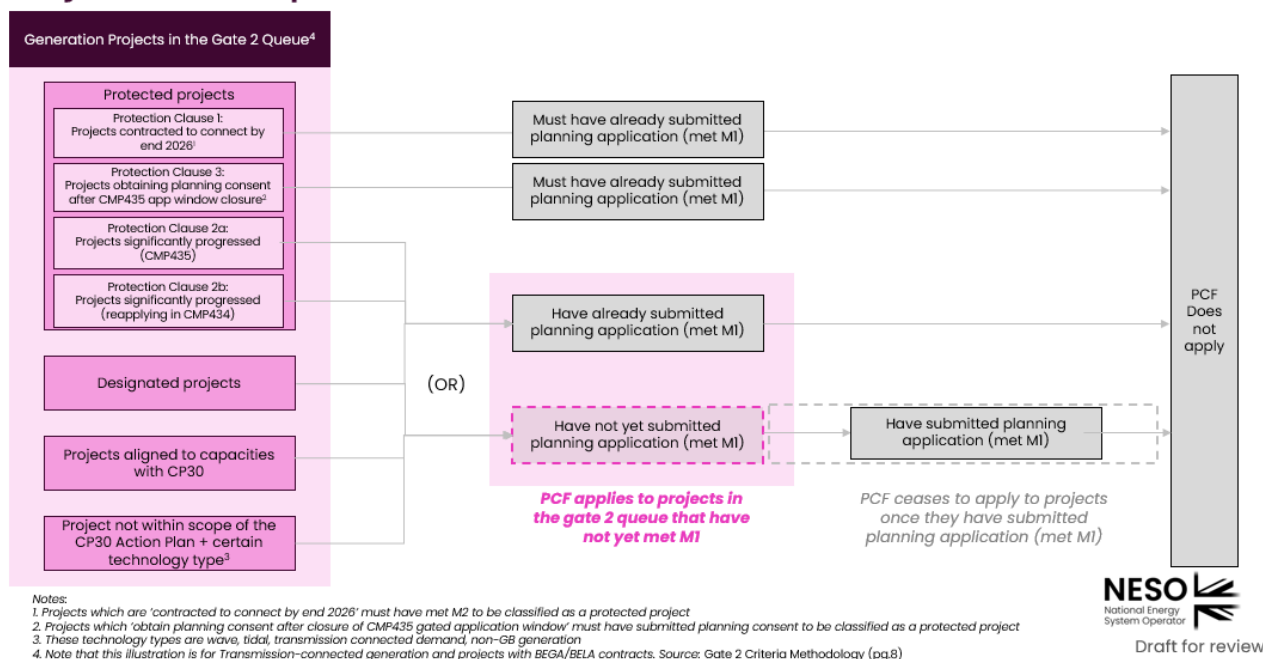 Generation Projects in the Gate 2 Queue⁴
Protected projects
Protection Clause 1:
Projects contracted to connect by
end 2026¹
Protection Clause 3:
Projects obtaining planning consent
after CMP435 app window closure²
Protection Clause 2a:
Projects significantly progressed
(CMP435)
Protection Clause 2b:
Projects significantly progressed
(reapplying in CMP434)
Designated projects
Projects aligned to capacities
with CP30
Project not within scope of the
CP30 Action Plan + certain
technology type³
Must have already submitted
planning application (met M1)
Must have already submitted
planning application (met M1)
Have already submitted
planning application (met M1)
(OR)
Have not yet submitted
planning application (met M1)
PCF applies to projects in
the gate 2 queue that have
not yet met M1
Have submitted planning
application (met M1)
PCF ceases to apply to projects
once they have submitted
planning application (met M1)
PCF
Does
not
apply
Notes:
1. Projects which are 'contracted to connect by end 2026' must have met M2 to be classified as a protected project
2. Projects which 'obtain planning consent after closure of CMP435 gated application window' must have submitted planning consent to be classified as a protected project
3. These technology types are wave, tidal, transmission connected demand, non-GB generation
4. Note that this illustration is for Transmission-connected generation and projects with BEGA/BELA contracts. Source: Gate 2 Criteria Methodology (pg.8)
NESO
National Energy
System Operator
Draft for review